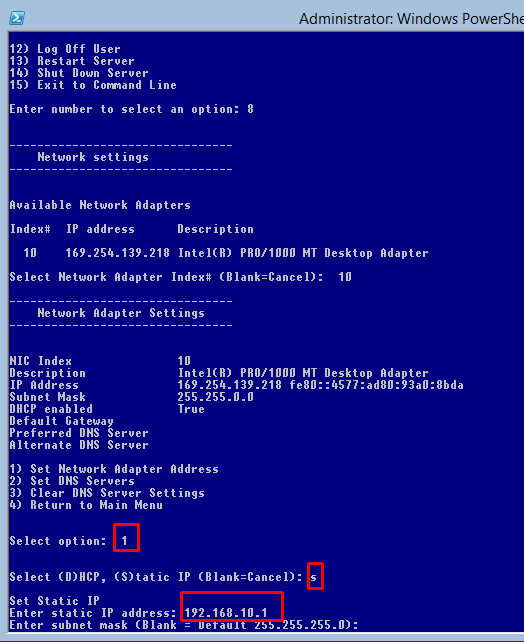 Administrator: Windows PowerShe
12) Log Off User
13) Restart Server
14) Shut Down Server
15) Exit to Command Line
Enter number to select an option: 8
--------------------------------
Network settings
--------------------------------
Available Network Adapters
Index# IP address Description
10 169.254.139.218 Intel(R) PRO/1000 MT Desktop Adapter
Select Network Adapter Index# (Blank=Cancel): 10
--------------------------------
Network Adapter Settings
--------------------------------
NIC Index 10
Description Intel(R) PRO/1000 MT Desktop Adapter
IP Address 169.254.139.218 fe80::4577:ad80:93a0:8bda
Subnet Mask 255.255.0.0
DHCP enabled True
Default Gateway
Preferred DNS Server
Alternate DNS Server
1) Set Network Adapter Address
2) Set DNS Servers
3) Clear DNS Server Settings
4) Return to Main Menu
Select option: 1
Select (D)HCP, (S)tatic IP (Blank=Cancel): s
Set Static IP
Enter static IP address: 192.168.10.1
Enter subnet mask (Blank = Default 255.255.255.0):